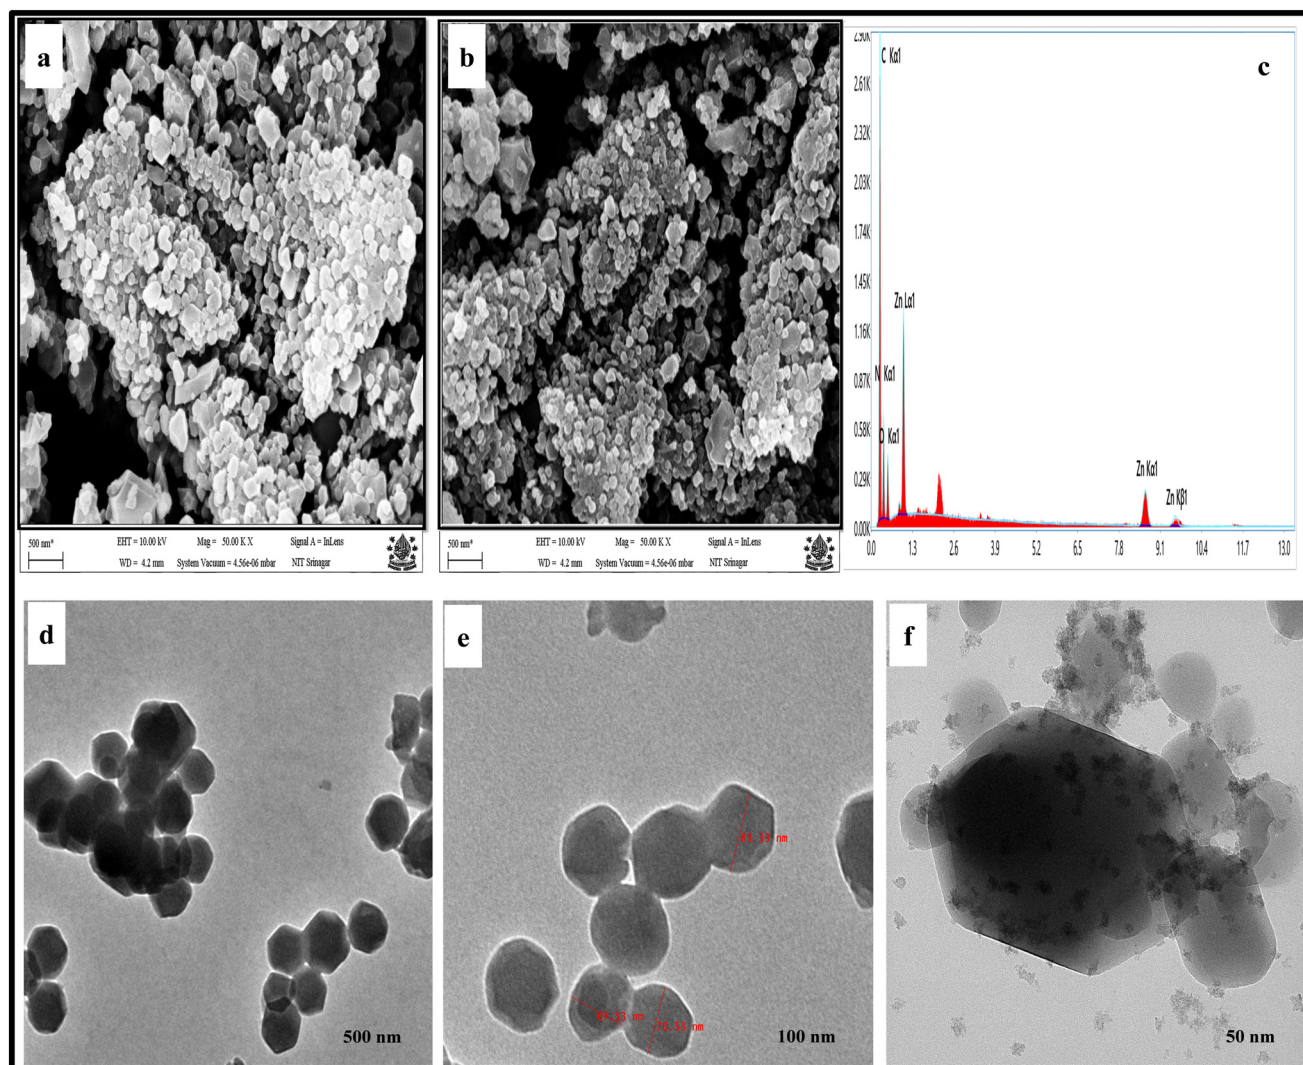 a
b
c
2.90K
2.61K
2.32K
2.03K
1.74K
1.45K
1.16K
0.87K
0.58K
0.29K
0.00K
C Kα1
Zn Lα1
N Kα1
O Kα1
Zn Kα1
Zn Kβ1
0.0 1.3 2.6 3.9 5.2 6.5 7.8 9.1 10.4 11.7 13.0
500 nm* EHT = 10.00 kV Mag = 50.00 K X Signal A = InLens
WD = 4.2 mm System Vacuum = 4.56e-06 mbar NIT Srinagar
500 nm* EHT = 10.00 kV Mag = 50.00 K X Signal A = InLens
WD = 4.2 mm System Vacuum = 4.56e-06 mbar NIT Srinagar
d
500 nm
e
nm
nm
nm
100 nm
f
50 nm